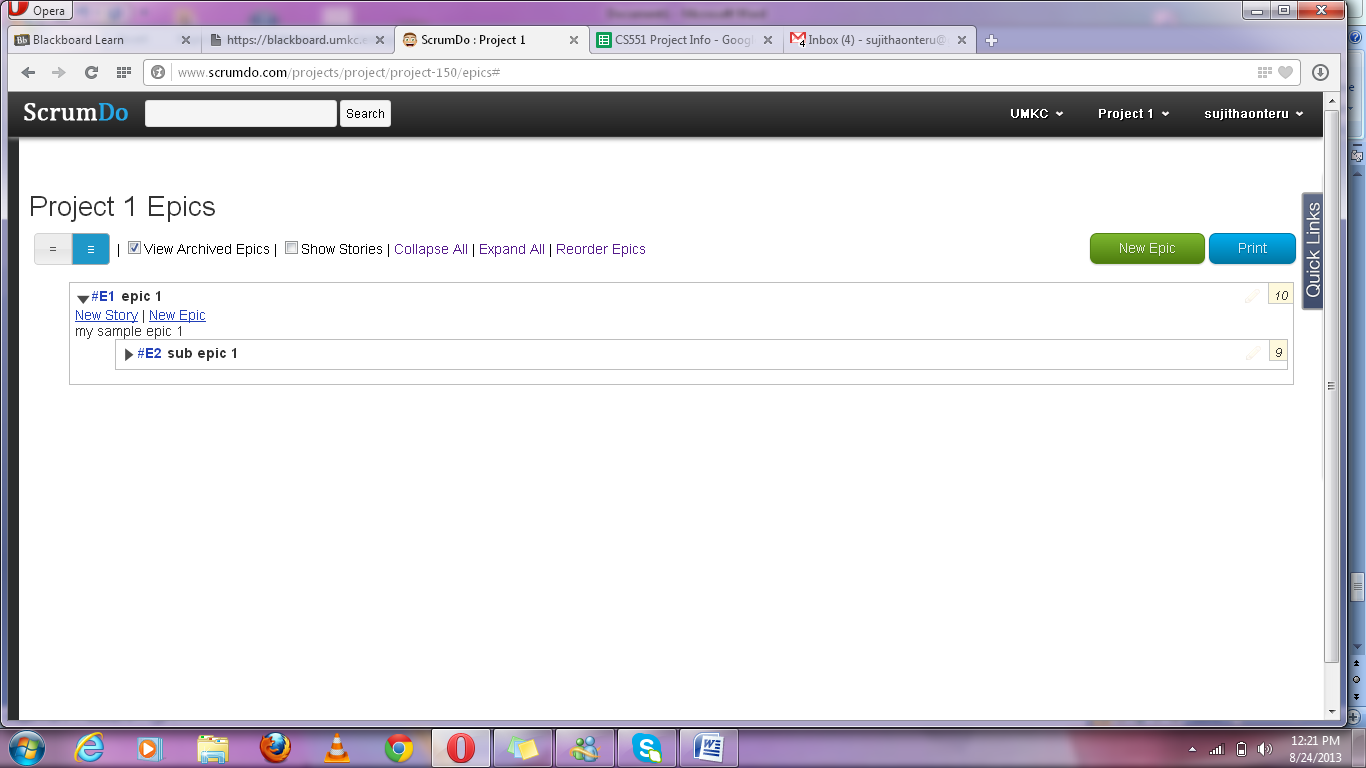 Opera
Blackboard Learn
https://blackboard.umkc.e
ScrumDo : Project 1
CS551 Project Info - Goog
Inbox (4) - sujithaonteru@
www.scrumdo.com/projects/project/project-150/epics#
ScrumDo
Search
UMKC
Project 1
sujithaonteru
Project 1 Epics
| View Archived Epics | Show Stories | Collapse All | Expand All | Reorder Epics
New Epic
Print
Quick Links
#E1 epic 1
10
New Story | New Epic
my sample epic 1
#E2 sub epic 1
9
12:21 PM
8/24/2013